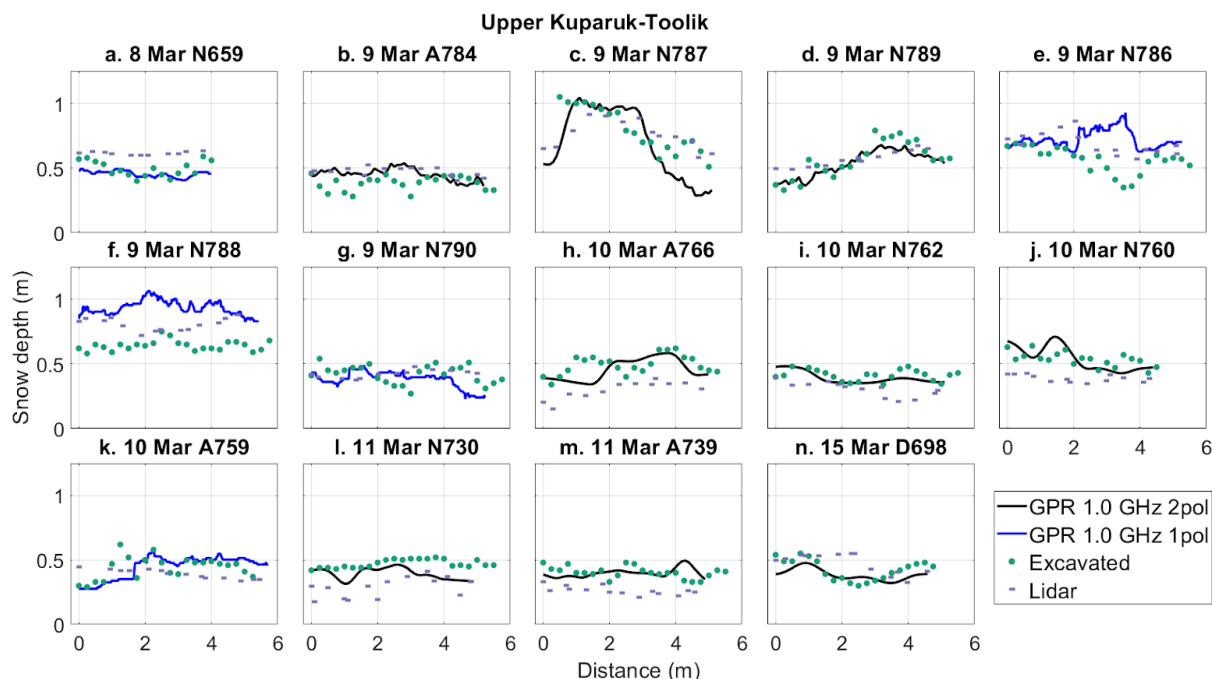 Upper Kuparuk-Toolik
a. 8 Mar N659
b. 9 Mar A784
c. 9 Mar N787
d. 9 Mar N789
e. 9 Mar N786
1
0.5
0
f. 9 Mar N788
g. 9 Mar N790
h. 10 Mar A766
i. 10 Mar N762
j. 10 Mar N760
Snow depth (m)
1
0.5
0
0 2 4 6
k. 10 Mar A759
l. 11 Mar N730
m. 11 Mar A739
n. 15 Mar D698
1
0.5
0
0 2 4 6
0 2 4 6
0 2 4 6
0 2 4 6
Distance (m)
GPR 1.0 GHz 2pol
GPR 1.0 GHz 1pol
Excavated
Lidar